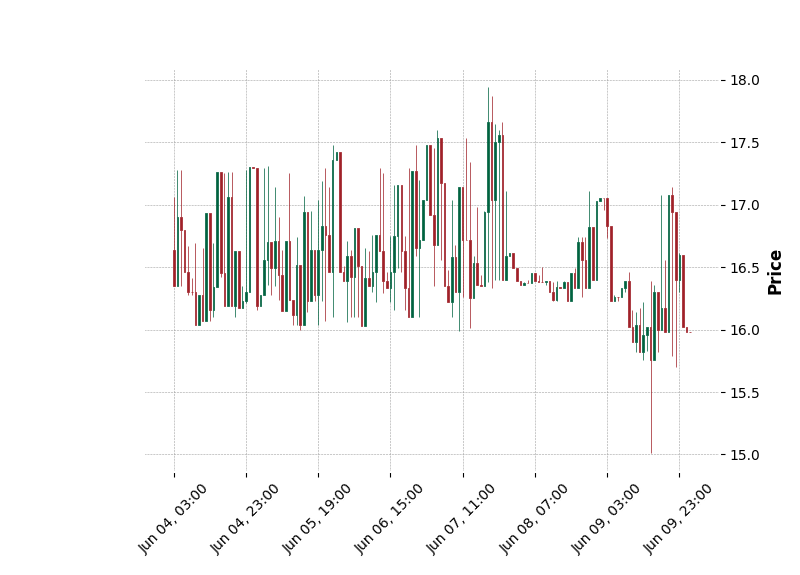 18.0
17.5
17.0
16.5
16.0
15.5
15.0
Price
Jun 04, 03:00
Jun 04, 23:00
Jun 05, 19:00
Jun 06, 15:00
Jun 07, 11:00
Jun 08, 07:00
Jun 09, 03:00
Jun 09, 23:00